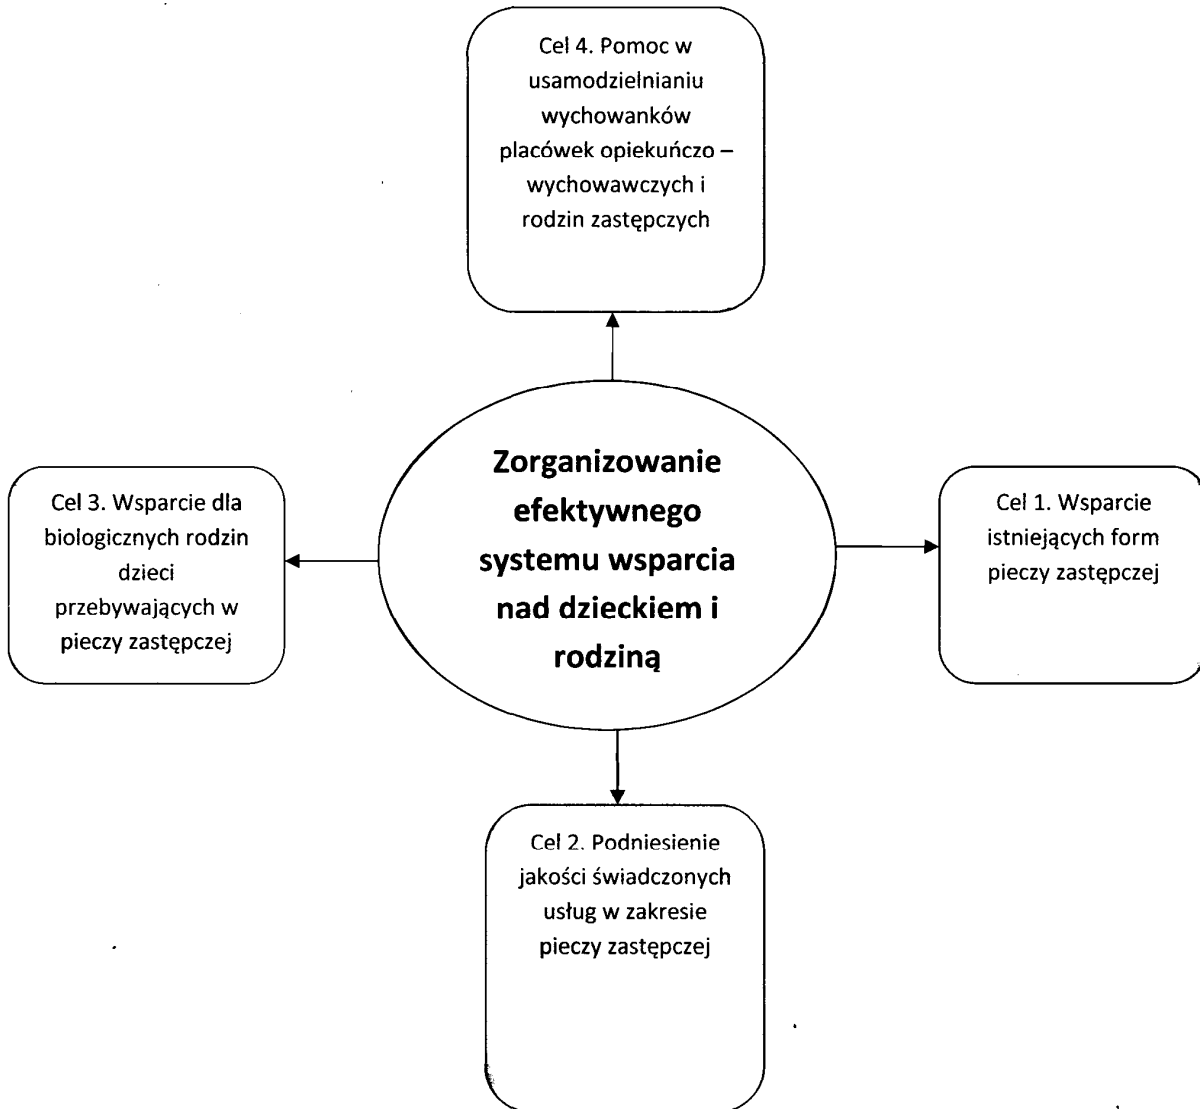 Cel 4. Pomoc w
usamodzielnianiu
wychowanków
placówek opiekuńczo –
wychowawczych i
rodzin zastępczych
Zorganizowanie
efektywnego
systemu wsparcia
nad dzieckiem i
rodziną
Cel 3. Wsparcie dla
biologicznych rodzin
dzieci
przebywających w
pieczy zastępczej
Cel 1. Wsparcie
istniejących form
pieczy zastępczej
Cel 2. Podniesienie
jakości świadczonych
usług w zakresie
pieczy zastępczej